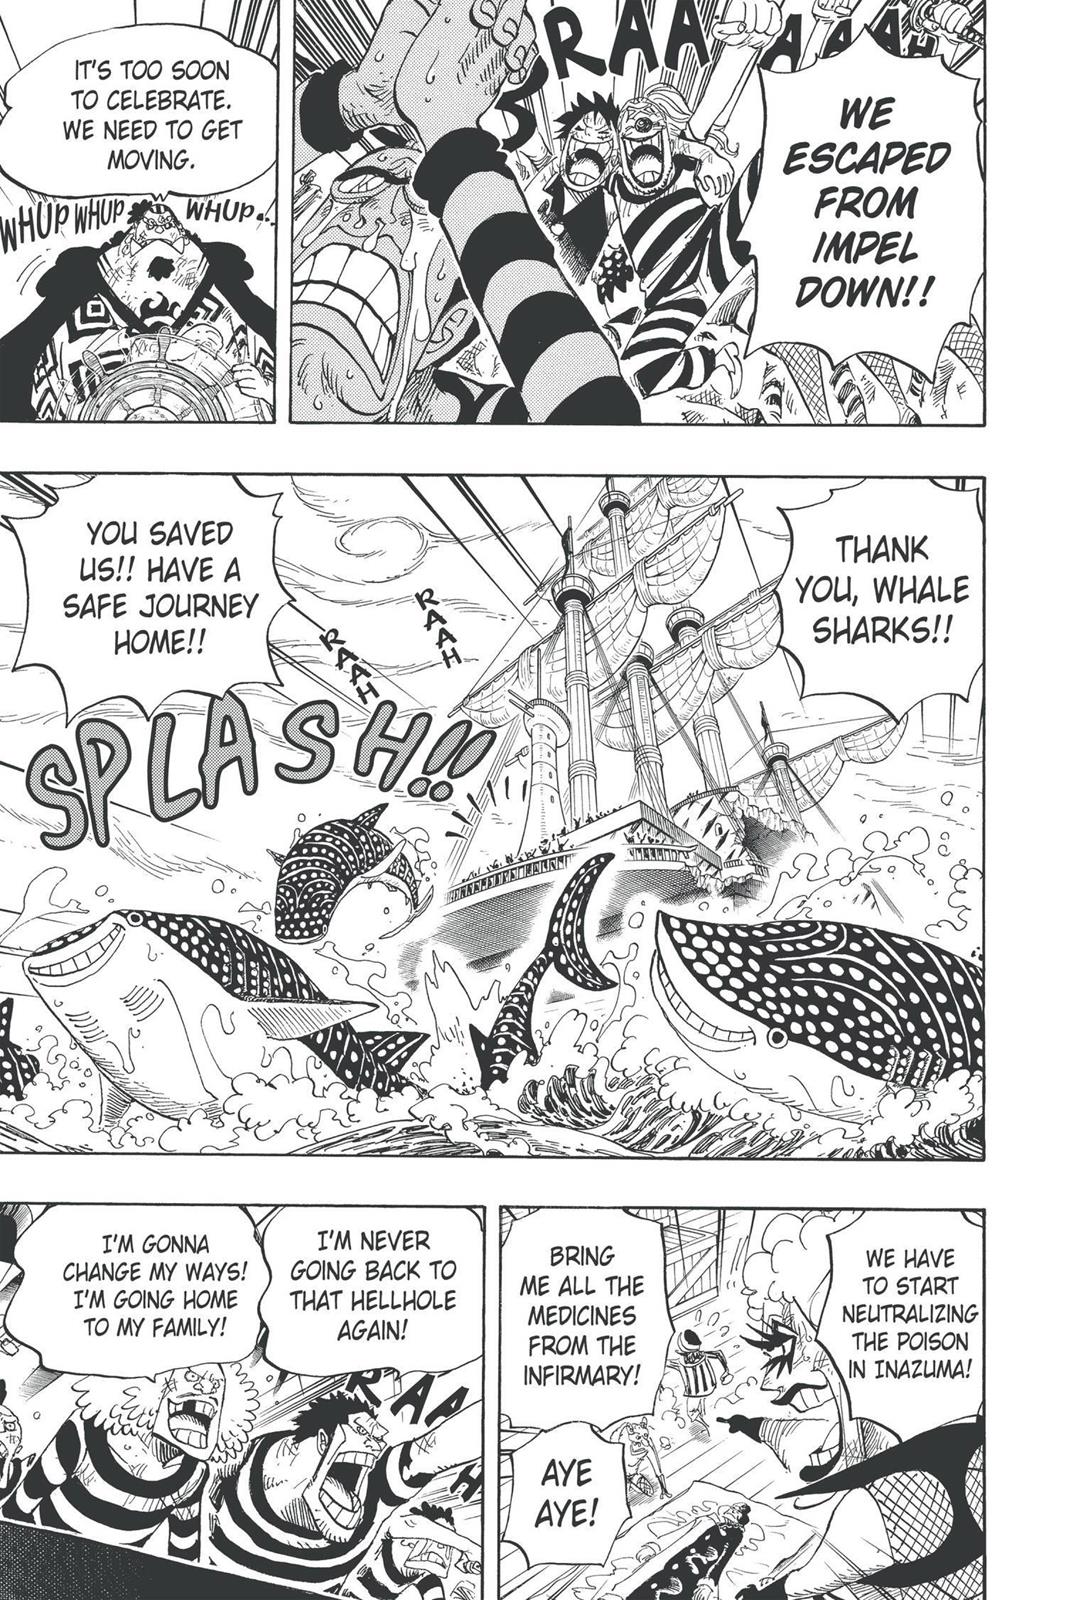 RAAAAAH
WE
ESCAPED
FROM
IMPEL
DOWN!!
IT'S TOO SOON
TO CELEBRATE.
WE NEED TO GET
MOVING.
WHUP WHUP WHUP...
THANK
YOU, WHALE
SHARKS!!
RAAH
RAAH
YOU SAVED
US!! HAVE A
SAFE JOURNEY
HOME!!
SPLASH!!
WE HAVE
TO START
NEUTRALIZING
THE POISON
IN INAZUMA!
BRING
ME ALL THE
MEDICINES
FROM THE
INFIRMARY!
AYE
AYE!
I'M NEVER
GOING BACK TO
THAT HELLHOLE
AGAIN!
I'M GONNA
CHANGE MY WAYS!
I'M GOING HOME
TO MY FAMILY!
RAAH
RAAH